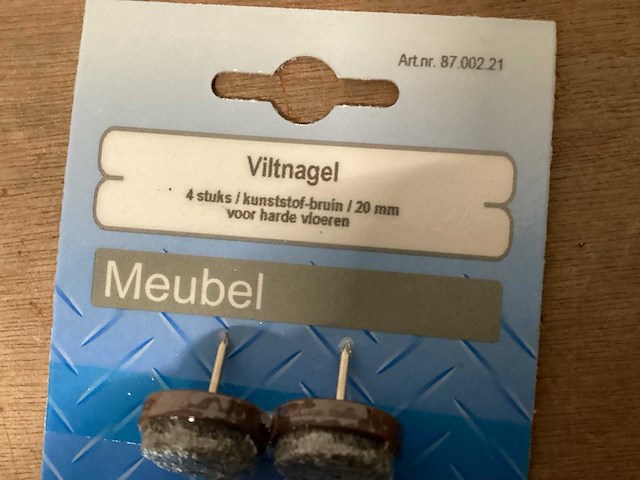 Art.nr. 87.002.21
Viltnagel
4 stuks / kunststof-bruin / 20 mm
voor harde vloeren
Meubel